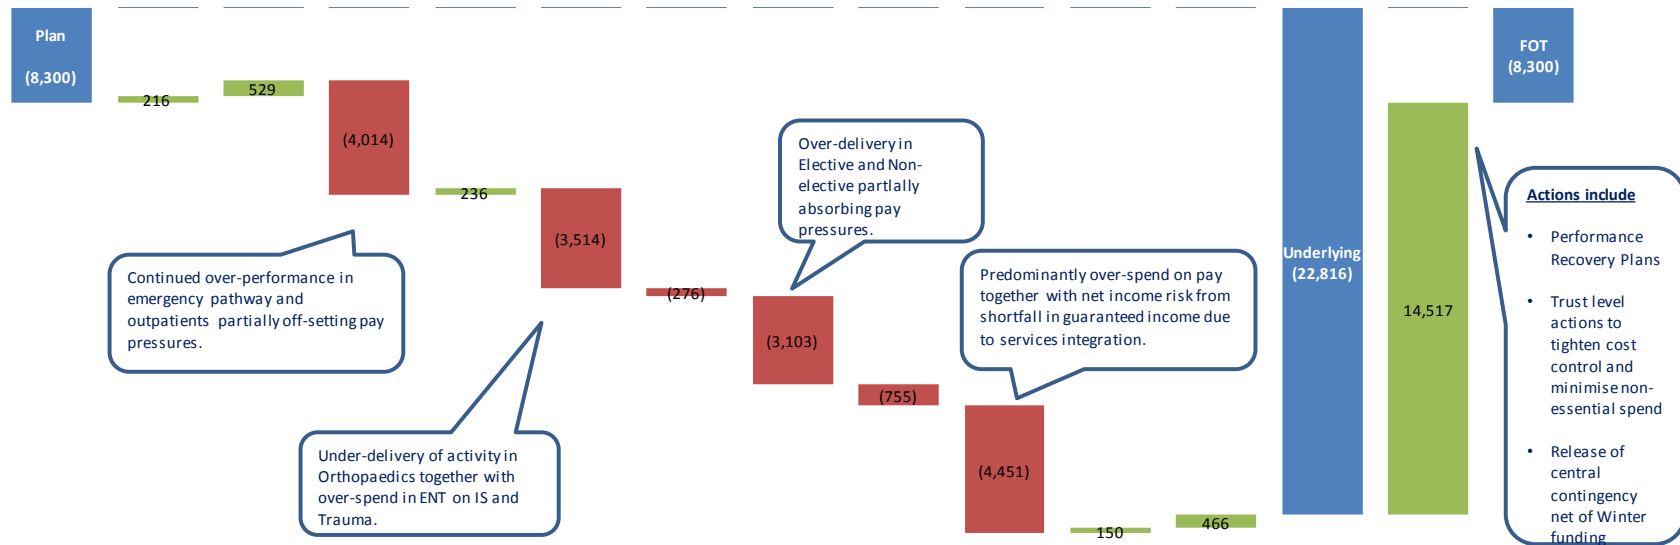 Plan
(8,300)
216
529
(4,014)
236
(3,514)
(276)
(3,103)
(755)
(4,451)
150
466
Underlying
(22,816)
14,517
FOT
(8,300)
Continued over-performance in
emergency pathway and
outpatients partially off-setting pay
pressures.
Under-delivery of activity in
Orthopaedics together with
over-spend in ENT on IS and
Trauma.
Over-delivery in
Elective and Non-
elective partially
absorbing pay
pressures.
Predominantly over-spend on pay
together with net income risk from
shortfall in guaranteed income due
to services integration.
Actions include
• Performance
Recovery Plans
• Trust level
actions to
tighten cost
control and
minimise non-
essential spend
• Release of
central
contingency
net of Winter
funding